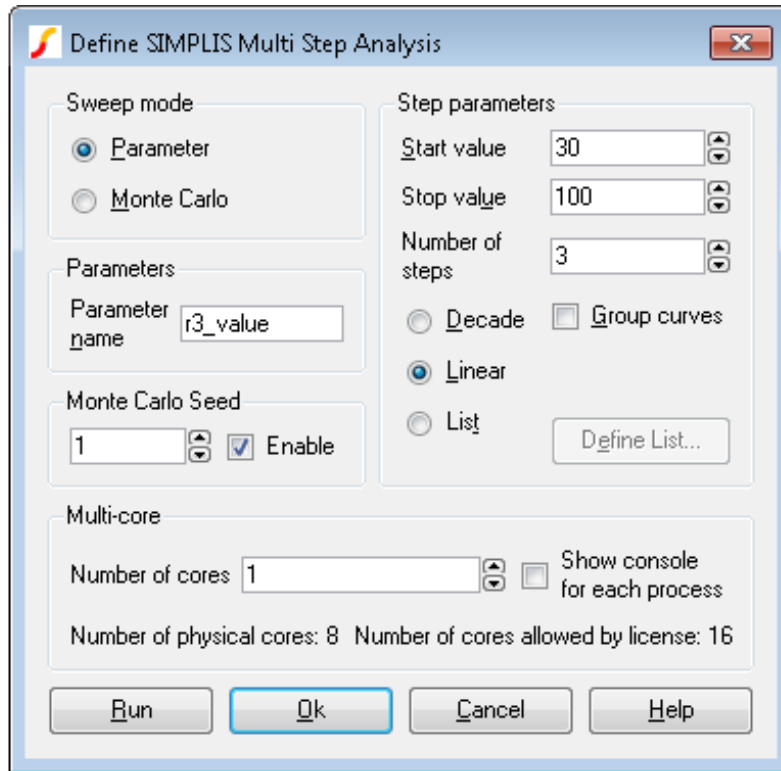 Define SIMPLIS Multi Step Analysis
Sweep mode
Parameter
Monte Carlo
Parameters
Parameter
name
r3_value
Monte Carlo Seed
1
Enable
Step parameters
Start value
30
Stop value
100
Number of
steps
3
Decade
Group curves
Linear
List
Define List...
Multi-core
Number of cores
1
Show console
for each process
Number of physical cores: 8 Number of cores allowed by license: 16
Run
Ok
Cancel
Help